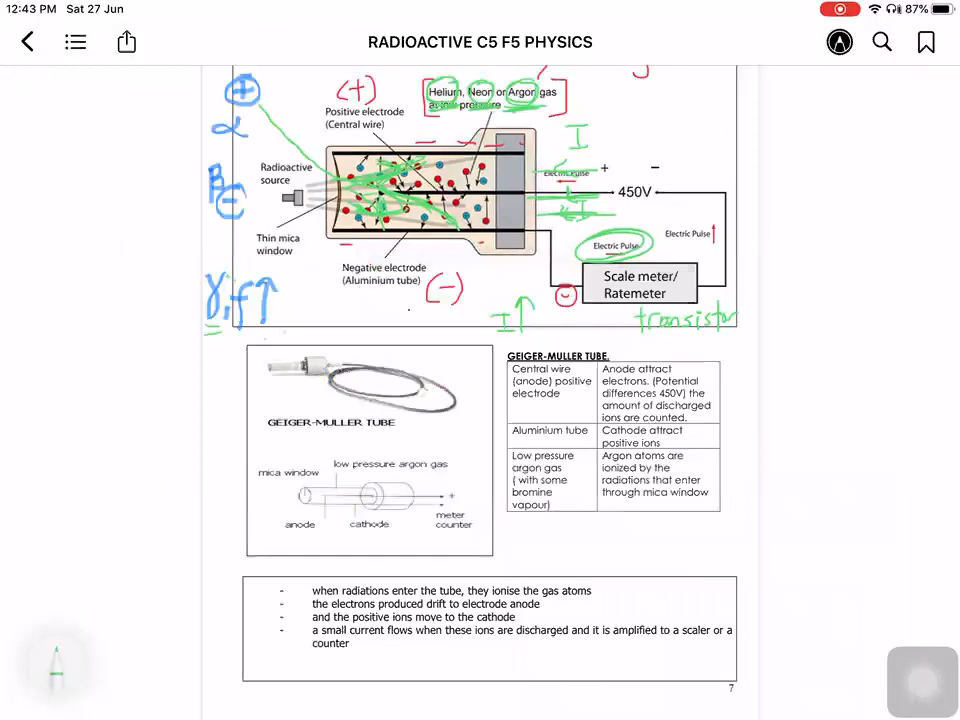 12:43 PM Sat 27 Jun
87%
RADIOACTIVE C5 F5 PHYSICS
(+)
[Helium, Neon or Argon gas
as low pressure]
+
α
β
-
γ, f↑
Positive electrode
(Central wire)
Radioactive
source
Thin mica
window
Negative electrode
(Aluminium tube)
(-)
I
+ -
Electric Pulse
450V
I
Electric Pulse
Electric Pulse
Scale meter/
Ratemeter
-
I↑
transistor
GEIGER-MULLER TUBE
low pressure argon gas
mica window
+
-
anode
cathode
meter
counter
GEIGER-MULLER TUBE.
Central wire
(anode) positive
electrode
Anode attract
electrons. (Potential
differences 450V) the
amount of discharged
ions are counted.
Aluminium tube
Cathode attract
positive ions
Low pressure
argon gas
( with some
bromine
vapour)
Argon atoms are
ionized by the
radiations that enter
through mica window
- when radiations enter the tube, they ionise the gas atoms
- the electrons produced drift to electrode anode
- and the positive ions move to the cathode
- a small current flows when these ions are discharged and it is amplified to a scaler or a
counter
7